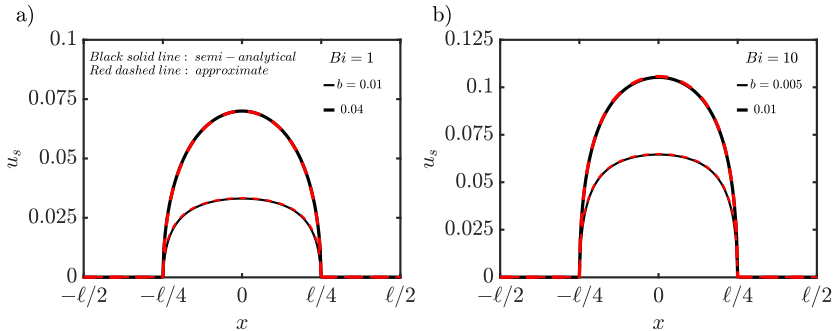 a)
0.1
0.075
0.05
0.025
0
u_s
Black solid line : semi – analytical
Red dashed line : approximate
Bi = 1
b = 0.01
0.04
−ℓ/2 −ℓ/4 0 ℓ/4 ℓ/2
x
b)
0.125
0.1
0.075
0.05
0.025
0
u_s
Bi = 10
b = 0.005
0.01
−ℓ/2 −ℓ/4 0 ℓ/4 ℓ/2
x